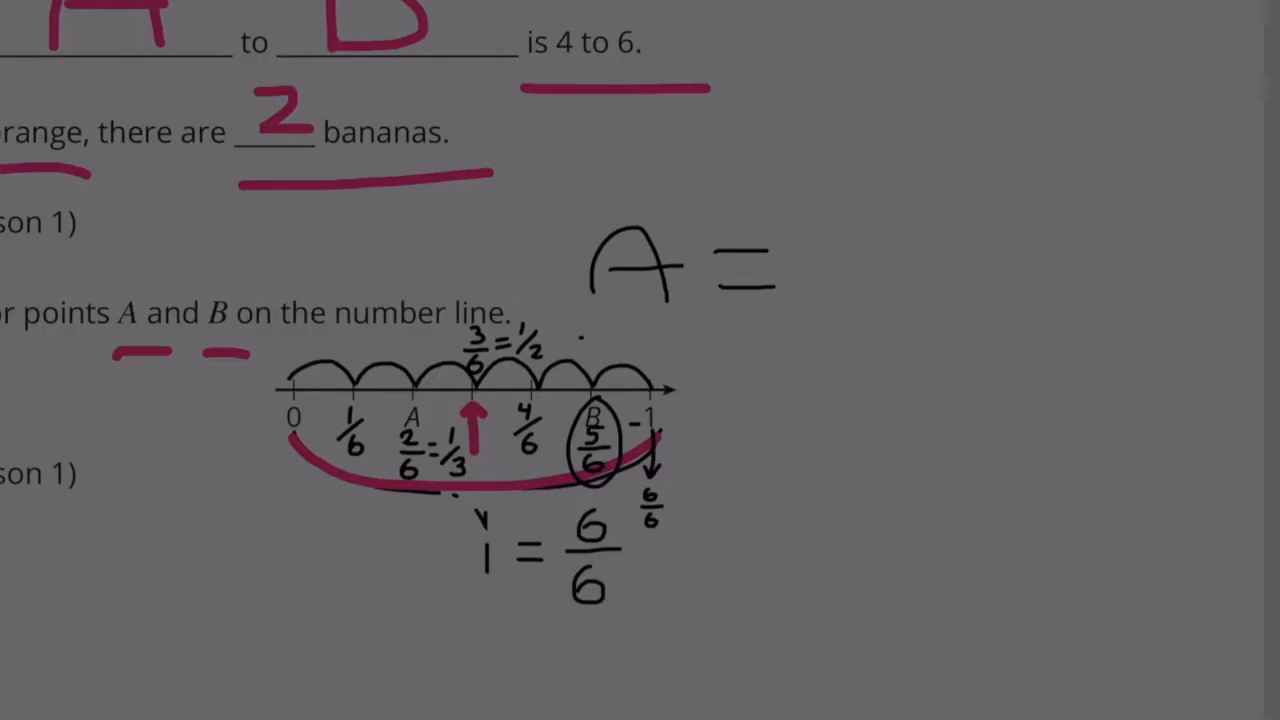 A to B is 4 to 6.
orange, there are 2 bananas.
son 1)
A =
or points A and B on the number line.
3/6 = 1/2
0 1/6 A 4/6 B -1
2/6 = 1/3 5/6
6/6
1 = 6/6
son 1)